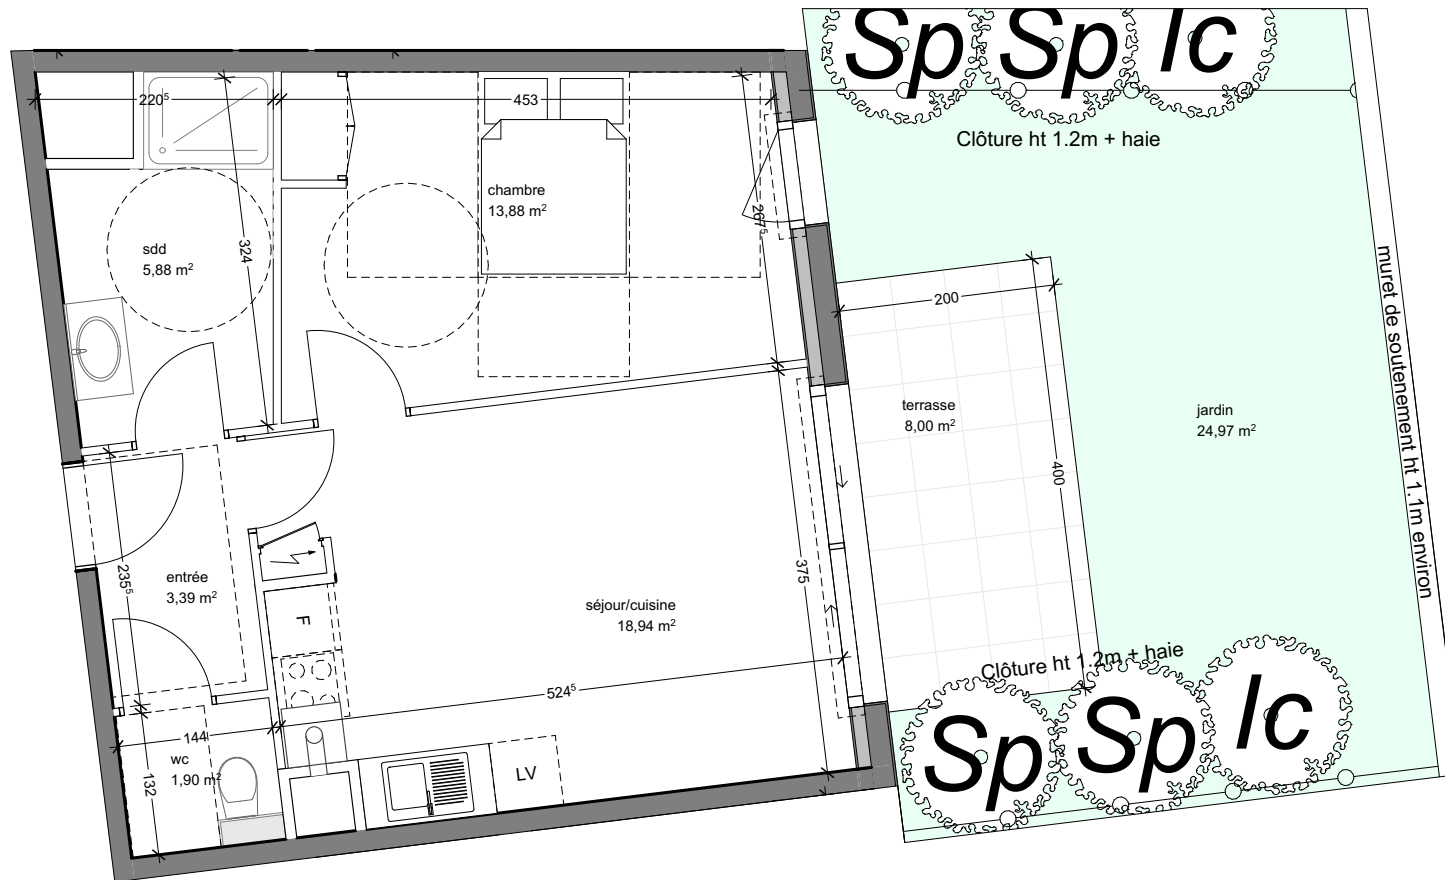 Sp Sp Ic
220⁵
453
Clôture ht 1.2m + haie
chambre
13,88 m²
267⁵
sdd
5,88 m²
324
muret de soutenement ht 1.1m environ
200
terrasse
8,00 m²
jardin
24,97 m²
400
235⁵
375
entrée
3,39 m²
F
séjour/cuisine
18,94 m²
Clôture ht 1.2m + haie
524⁵
144
wc
1,90 m²
132
LV
Sp Sp Ic